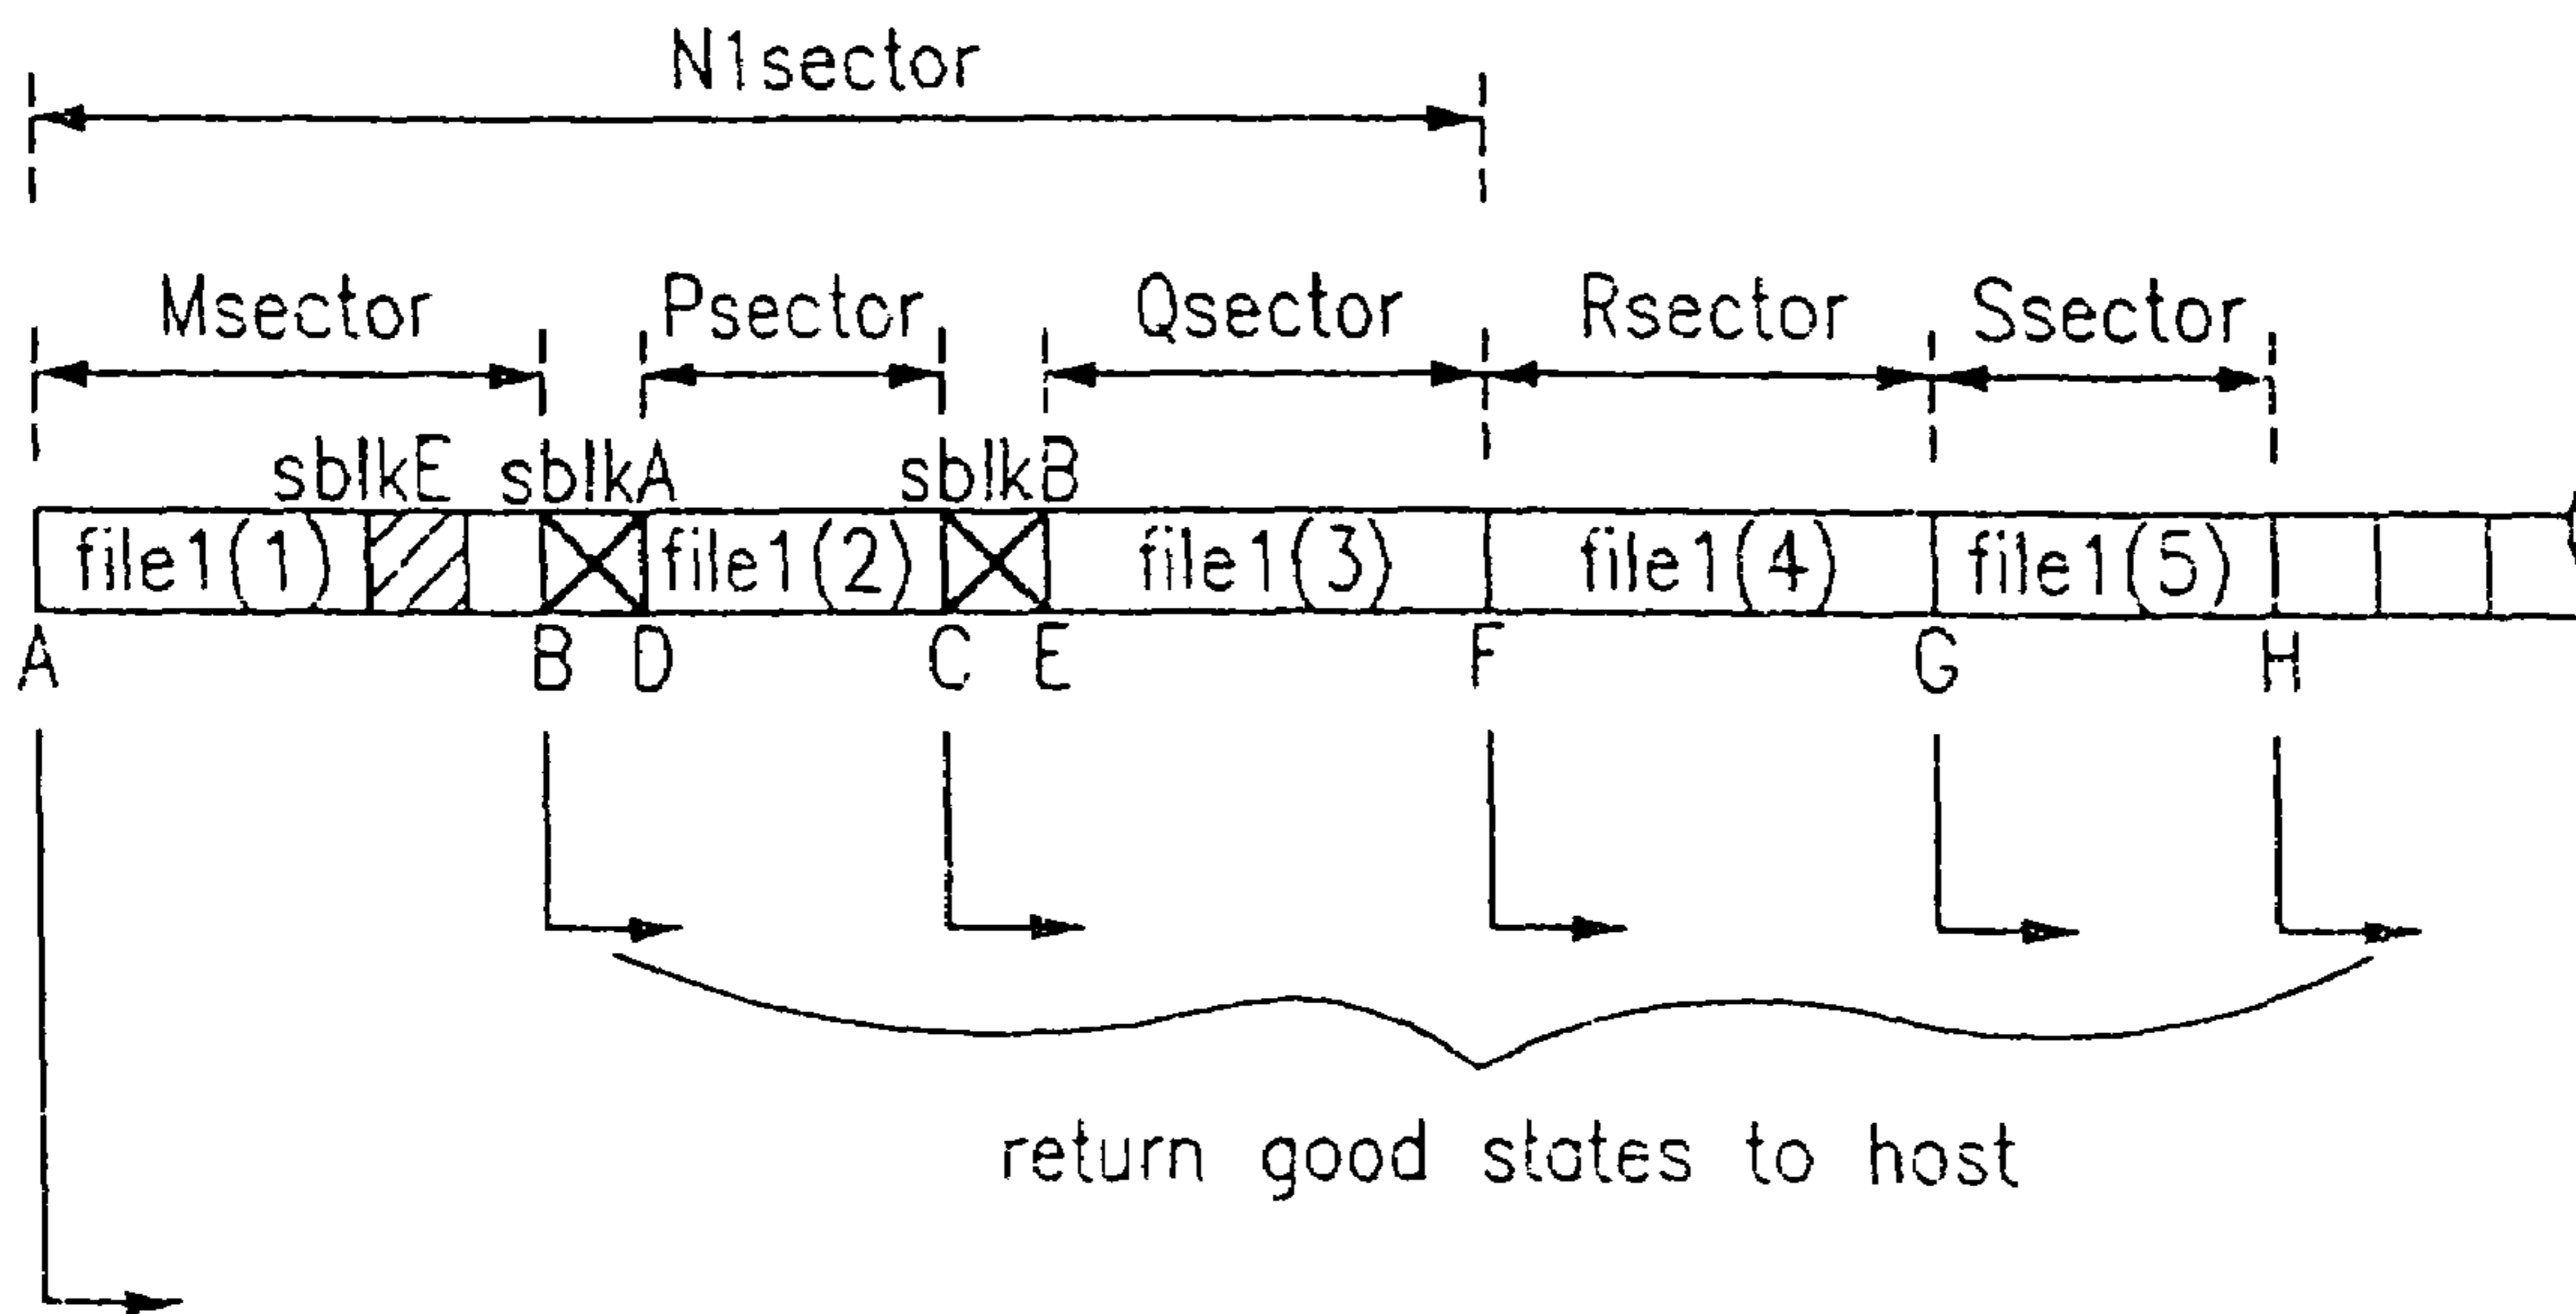 N1sector
Msector Psector Qsector Rsector Ssector
sblkE sblkA sblkB
file1(1) file1(2) file1(3) file1(4) file1(5)
A B D C E F G H
return good states to host